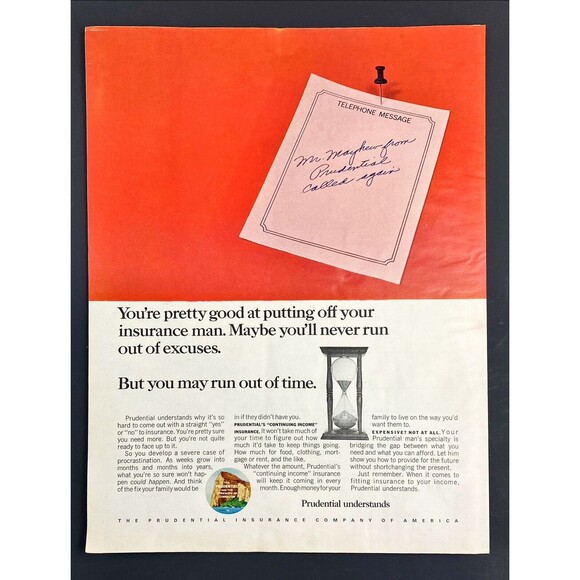 TELEPHONE MESSAGE
Mr. Mayhew from
Prudential
called again
You're pretty good at putting off your
insurance man. Maybe you'll never run
out of excuses.
But you may run out of time.
Prudential understands why it's so
hard to come out with a straight "yes"
or "no" to insurance. You're pretty sure
you need more. But you're not quite
ready to face up to it.
So you develop a severe case of
procrastination. As weeks grow into
months and months into years,
what you're so sure won't hap-
pen could happen. And think
of the fix your family would be
in if they didn't have you.
PRUDENTIAL'S "CONTINUING INCOME"
INSURANCE. It won't take much of
your time to figure out how
much it'd take to keep things going.
How much for food, clothing, mort-
gage or rent, and the like.
Whatever the amount, Prudential's
"continuing income" insurance
will keep it coming in every
month. Enough money for your
family to live on the way you'd
want them to.
EXPENSIVE? NOT AT ALL. Your
Prudential man's specialty is
bridging the gap between what you
need and what you can afford. Let him
show you how to provide for the future
without shortchanging the present.
Just remember. When it comes to
fitting insurance to your income,
Prudential understands.
Prudential understands
THE PRUDENTIAL INSURANCE COMPANY OF AMERICA